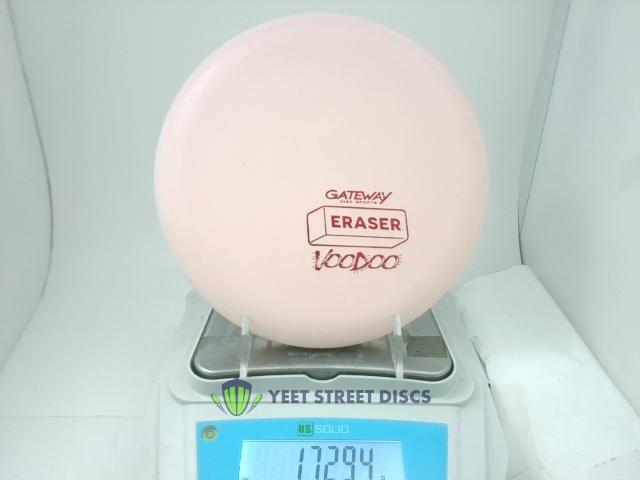 GATEWAY
DISC SPORTS
ERASER
VOODOO
YEET STREET DISCS
US SOLID
172.94